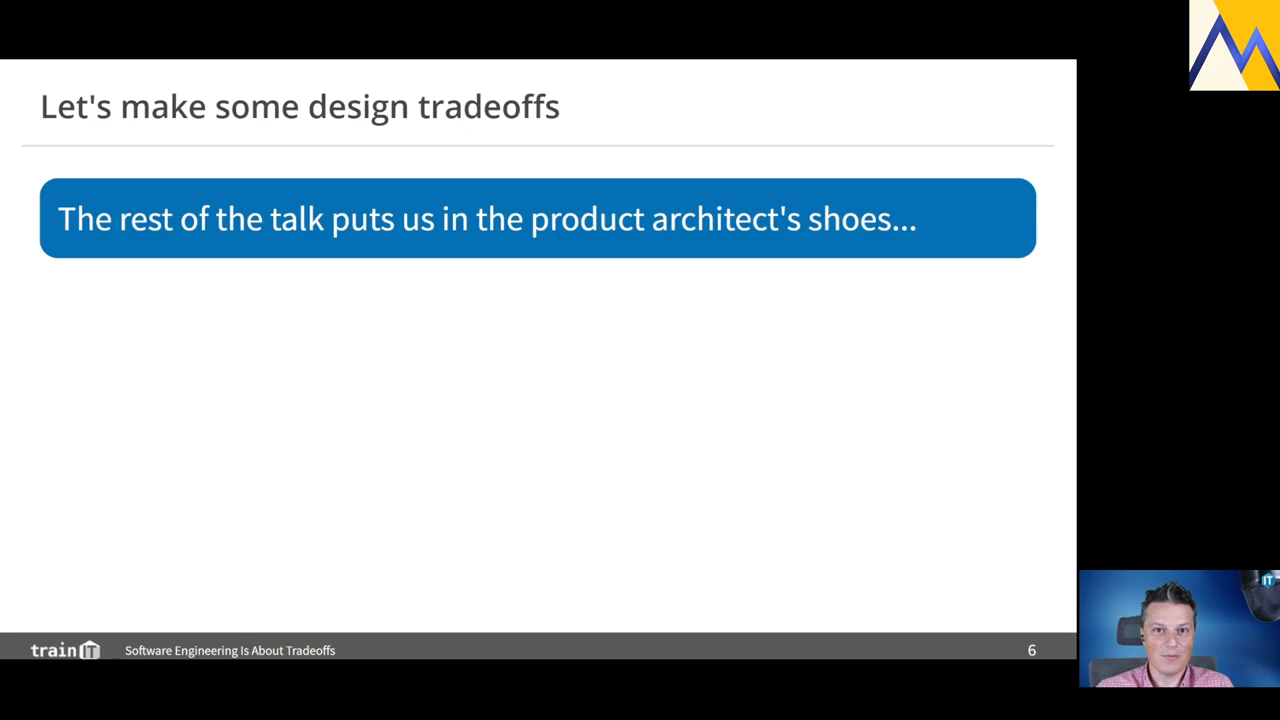 Let's make some design tradeoffs
The rest of the talk puts us in the product architect's shoes...
train IT
Software Engineering Is About Tradeoffs
6
IT